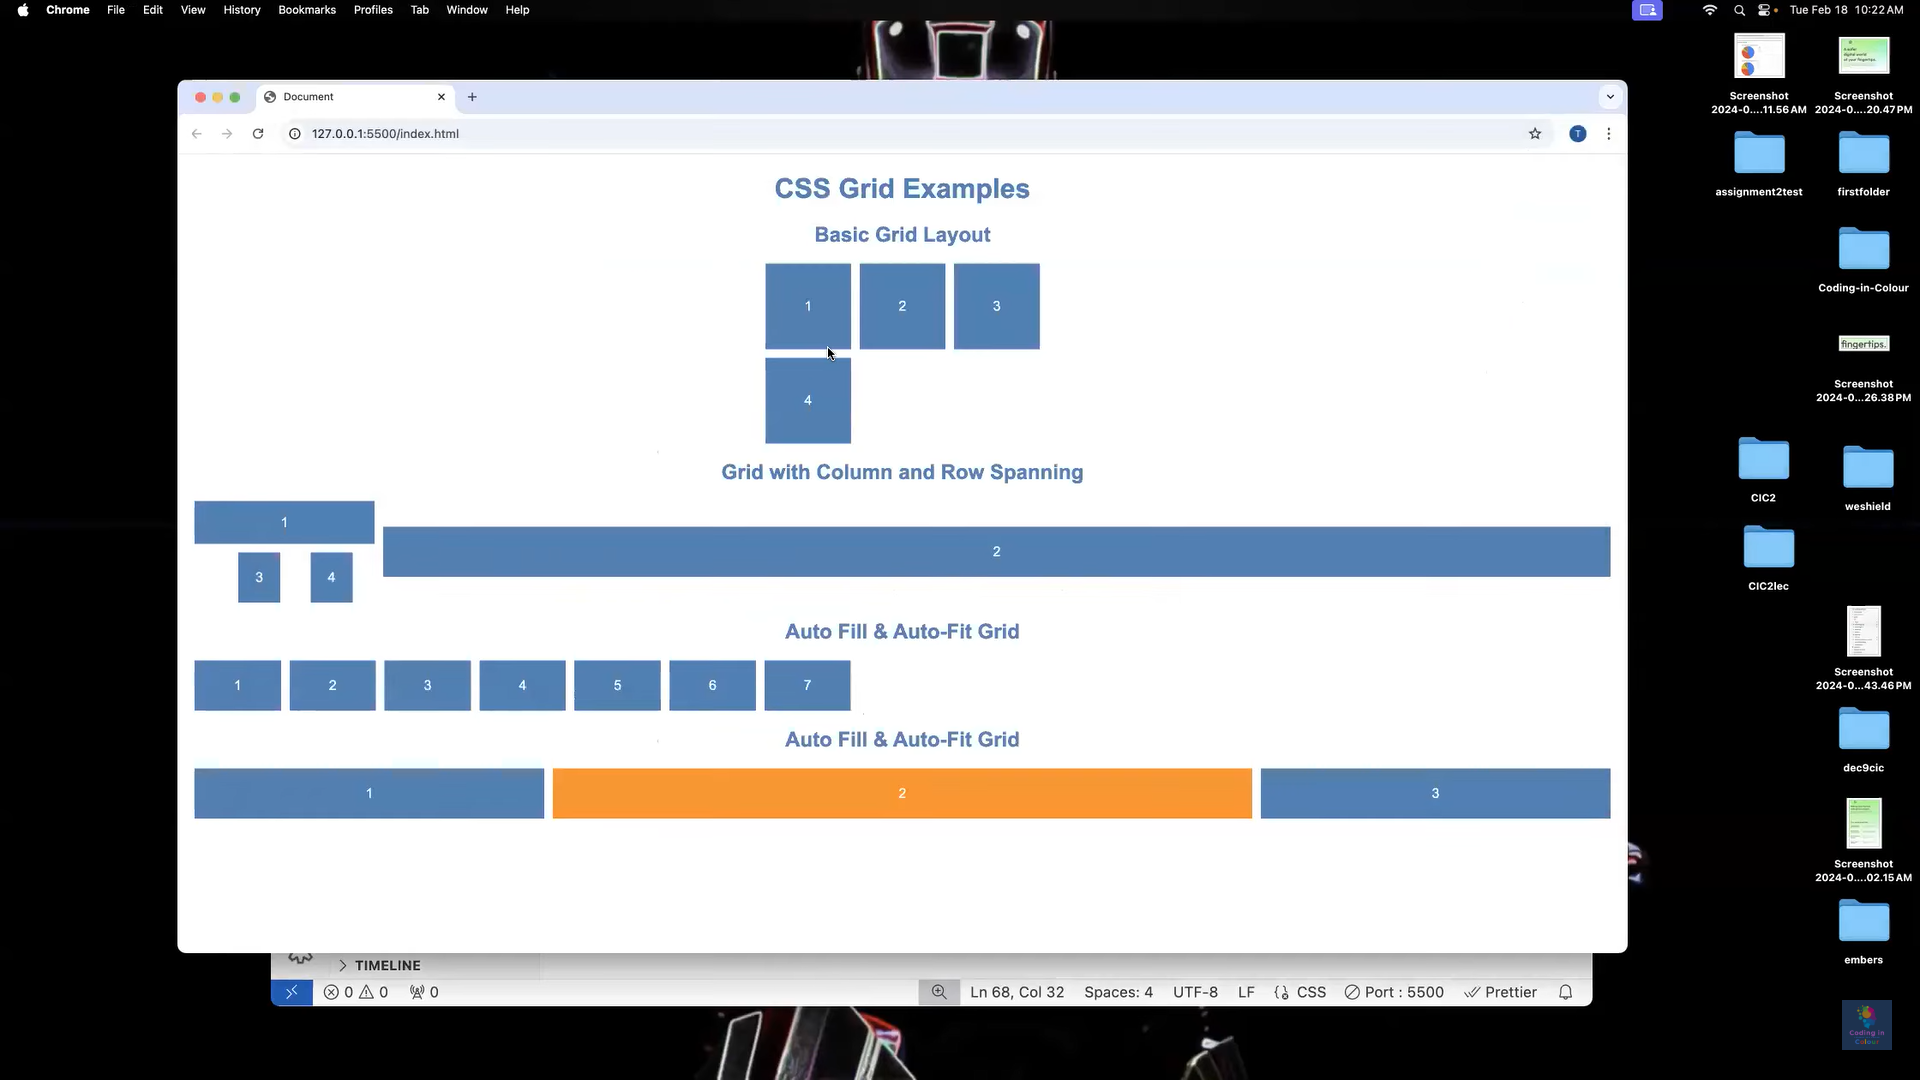 Chrome File Edit View History Bookmarks Profiles Tab Window Help
Tue Feb 18 10:22 AM
Document
127.0.0.1:5500/index.html
T
CSS Grid Examples
Basic Grid Layout
1 2 3
4
Grid with Column and Row Spanning
1
2
3 4
Auto Fill & Auto-Fit Grid
1 2 3 4 5 6 7
Auto Fill & Auto-Fit Grid
1 2 3
TIMELINE
0 0 0
Ln 68, Col 32 Spaces: 4 UTF-8 LF {} CSS Port : 5500 Prettier
Screenshot
2024-0....11.56 AM
Screenshot
2024-0....20.47 PM
assignment2test
firstfolder
Coding-in-Colour
fingertips.
Screenshot
2024-0...26.38 PM
CIC2
weshield
CIC2lec
Screenshot
2024-0...43.46 PM
dec9cic
Screenshot
2024-0....02.15 AM
embers
Coding in
Colour